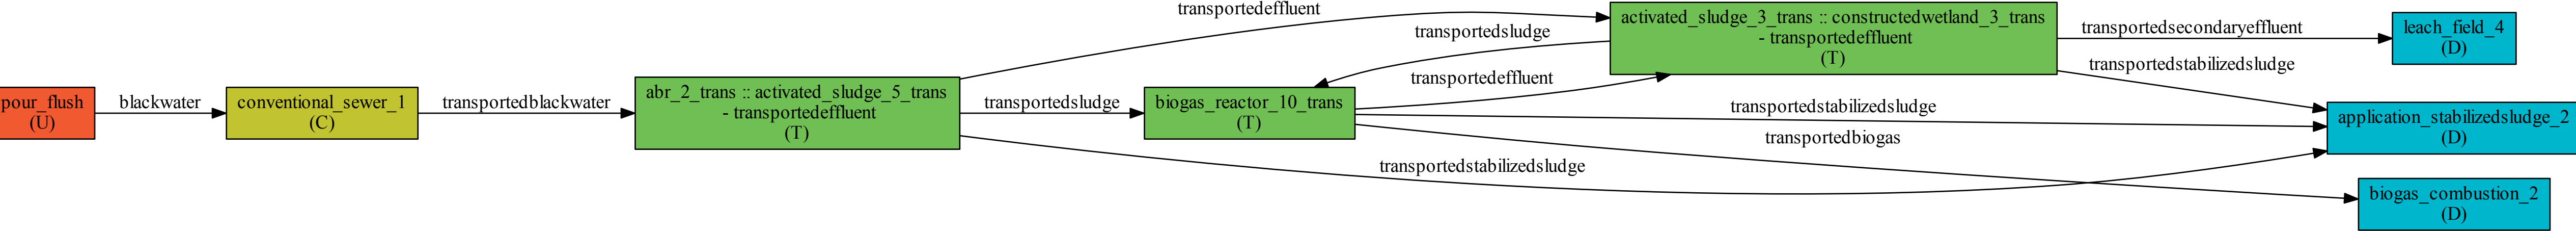 pour_flush
(U)
blackwater
conventional_sewer_1
(C)
transportedblackwater
abr_2_trans :: activated_sludge_5_trans
- transportedeffluent
(T)
transportedeffluent
transportedsludge
transportedstabilizedsludge
biogas_reactor_10_trans
(T)
transportedsludge
transportedeffluent
transportedstabilizedsludge
transportedbiogas
activated_sludge_3_trans :: constructedwetland_3_trans
- transportedeffluent
(T)
transportedsecondaryeffluent
transportedstabilizedsludge
leach_field_4
(D)
application_stabilizedsludge_2
(D)
biogas_combustion_2
(D)